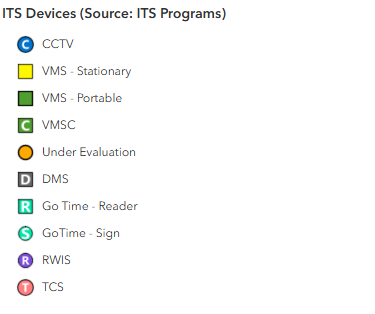 ITS Devices (Source: ITS Programs)
C CCTV
VMS - Stationary
VMS - Portable
C VMSC
Under Evaluation
D DMS
R Go Time - Reader
S GoTime - Sign
R RWIS
T TCS